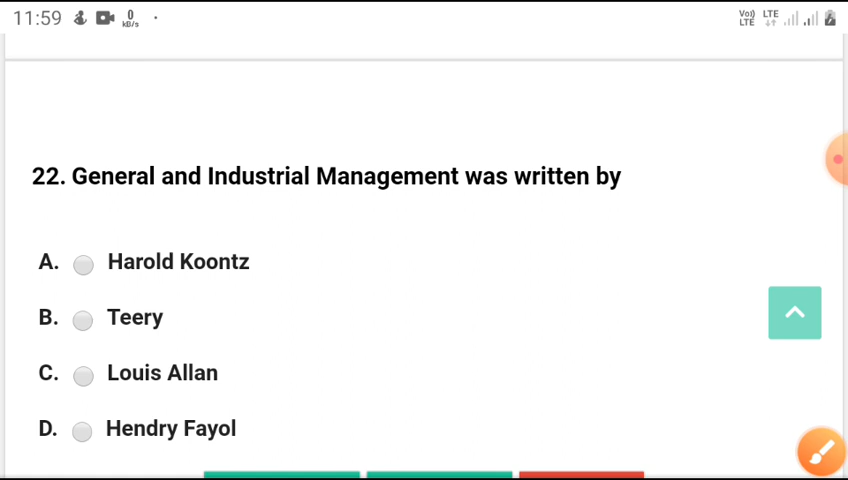 11:59 0 kB/s Vo) LTE LTE
22. General and Industrial Management was written by
A. Harold Koontz
B. Teery
C. Louis Allan
D. Hendry Fayol